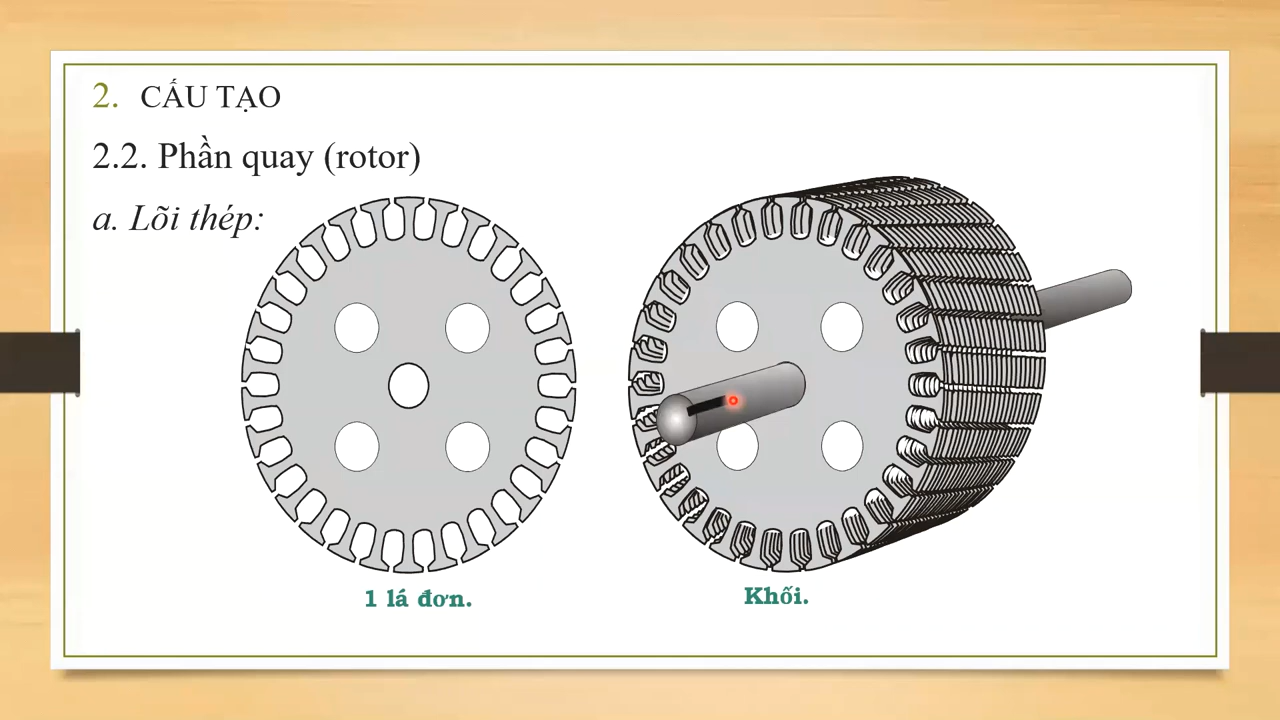 2. CẤU TẠO
2.2. Phần quay (rotor)
a. Lõi thép:
1 lá đơn.
Khối.